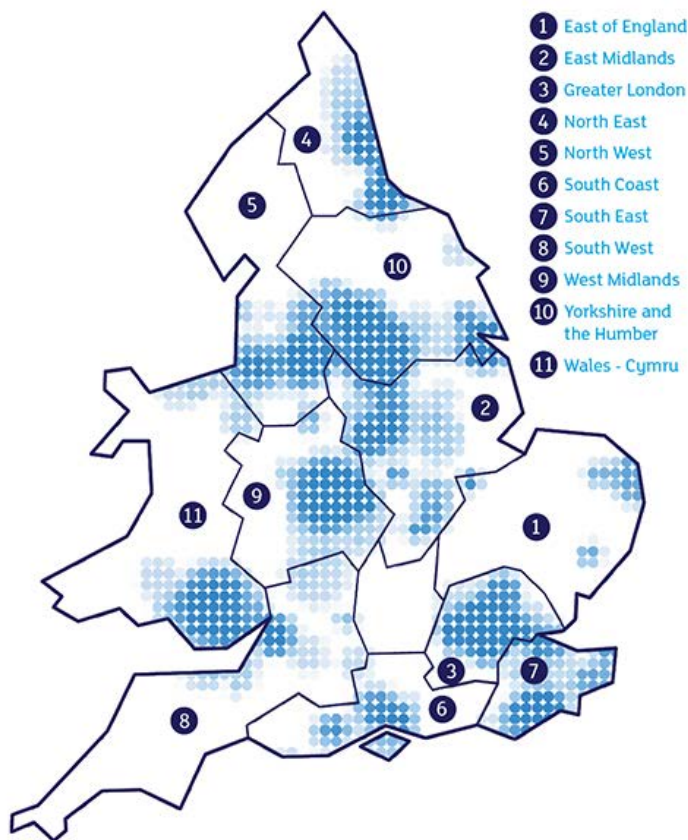 1 East of England
2 East Midlands
3 Greater London
4 North East
5 North West
6 South Coast
7 South East
8 South West
9 West Midlands
10 Yorkshire and
the Humber
11 Wales - Cymru
4
5
10
2
9
11
1
3
7
6
8